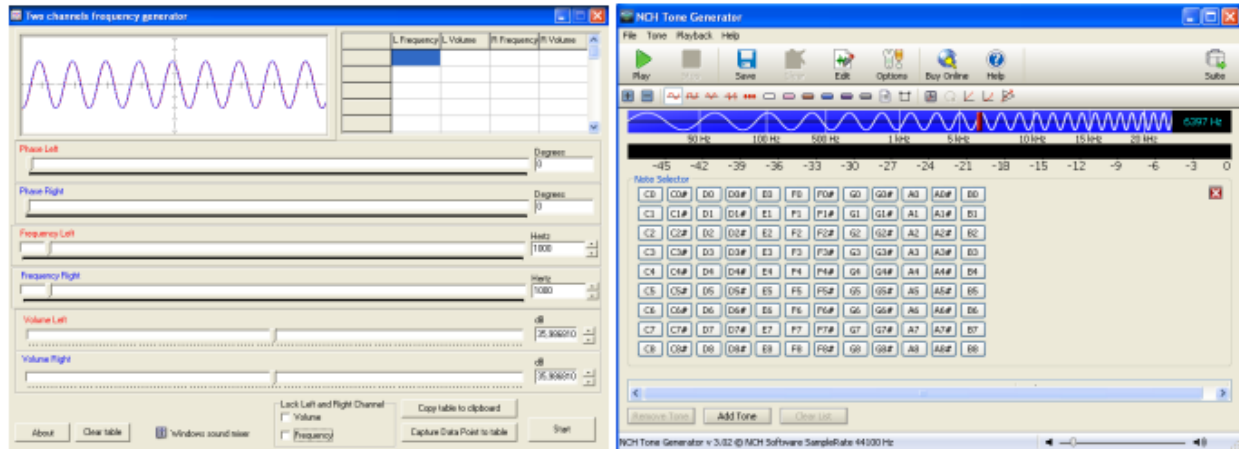 Two channels frequency generator
L Frequency L Volume R Frequency R Volume
Phase Left
Degrees
0
Phase Right
Degrees
0
Frequency Left
Hertz
1000
Frequency Right
Hertz
1000
Volume Left
dB
Volume Right
dB
Lock Left and Right Channel
Volume
Frequency
Copy table to clipboard
Capture Data Point to table
About
Clear table
Windows sound mixer
Start
NCH Tone Generator
File Tone Playback Help
Play Stop Save Clear Edit Options Buy Online Help Suite
6397 Hz
50 Hz 100 Hz 500 Hz 1 kHz 5 kHz 10 kHz 15 kHz 20 kHz
-45 -42 -39 -36 -33 -30 -27 -24 -21 -18 -15 -12 -9 -6 -3 0
Note Selector
C0 C0# D0 D0# E0 F0 F0# G0 G0# A0 A0# B0
C1 C1# D1 D1# E1 F1 F1# G1 G1# A1 A1# B1
C2 C2# D2 D2# E2 F2 F2# G2 G2# A2 A2# B2
C3 C3# D3 D3# E3 F3 F3# G3 G3# A3 A3# B3
C4 C4# D4 D4# E4 F4 F4# G4 G4# A4 A4# B4
C5 C5# D5 D5# E5 F5 F5# G5 G5# A5 A5# B5
C6 C6# D6 D6# E6 F6 F6# G6 G6# A6 A6# B6
C7 C7# D7 D7# E7 F7 F7# G7 G7# A7 A7# B7
C8 C8# D8 D8# E8 F8 F8# G8 G8# A8 A8# B8
Remove Tone Add Tone Clear List
NCH Tone Generator v 3.02 © NCH Software SampleRate 44100 Hz